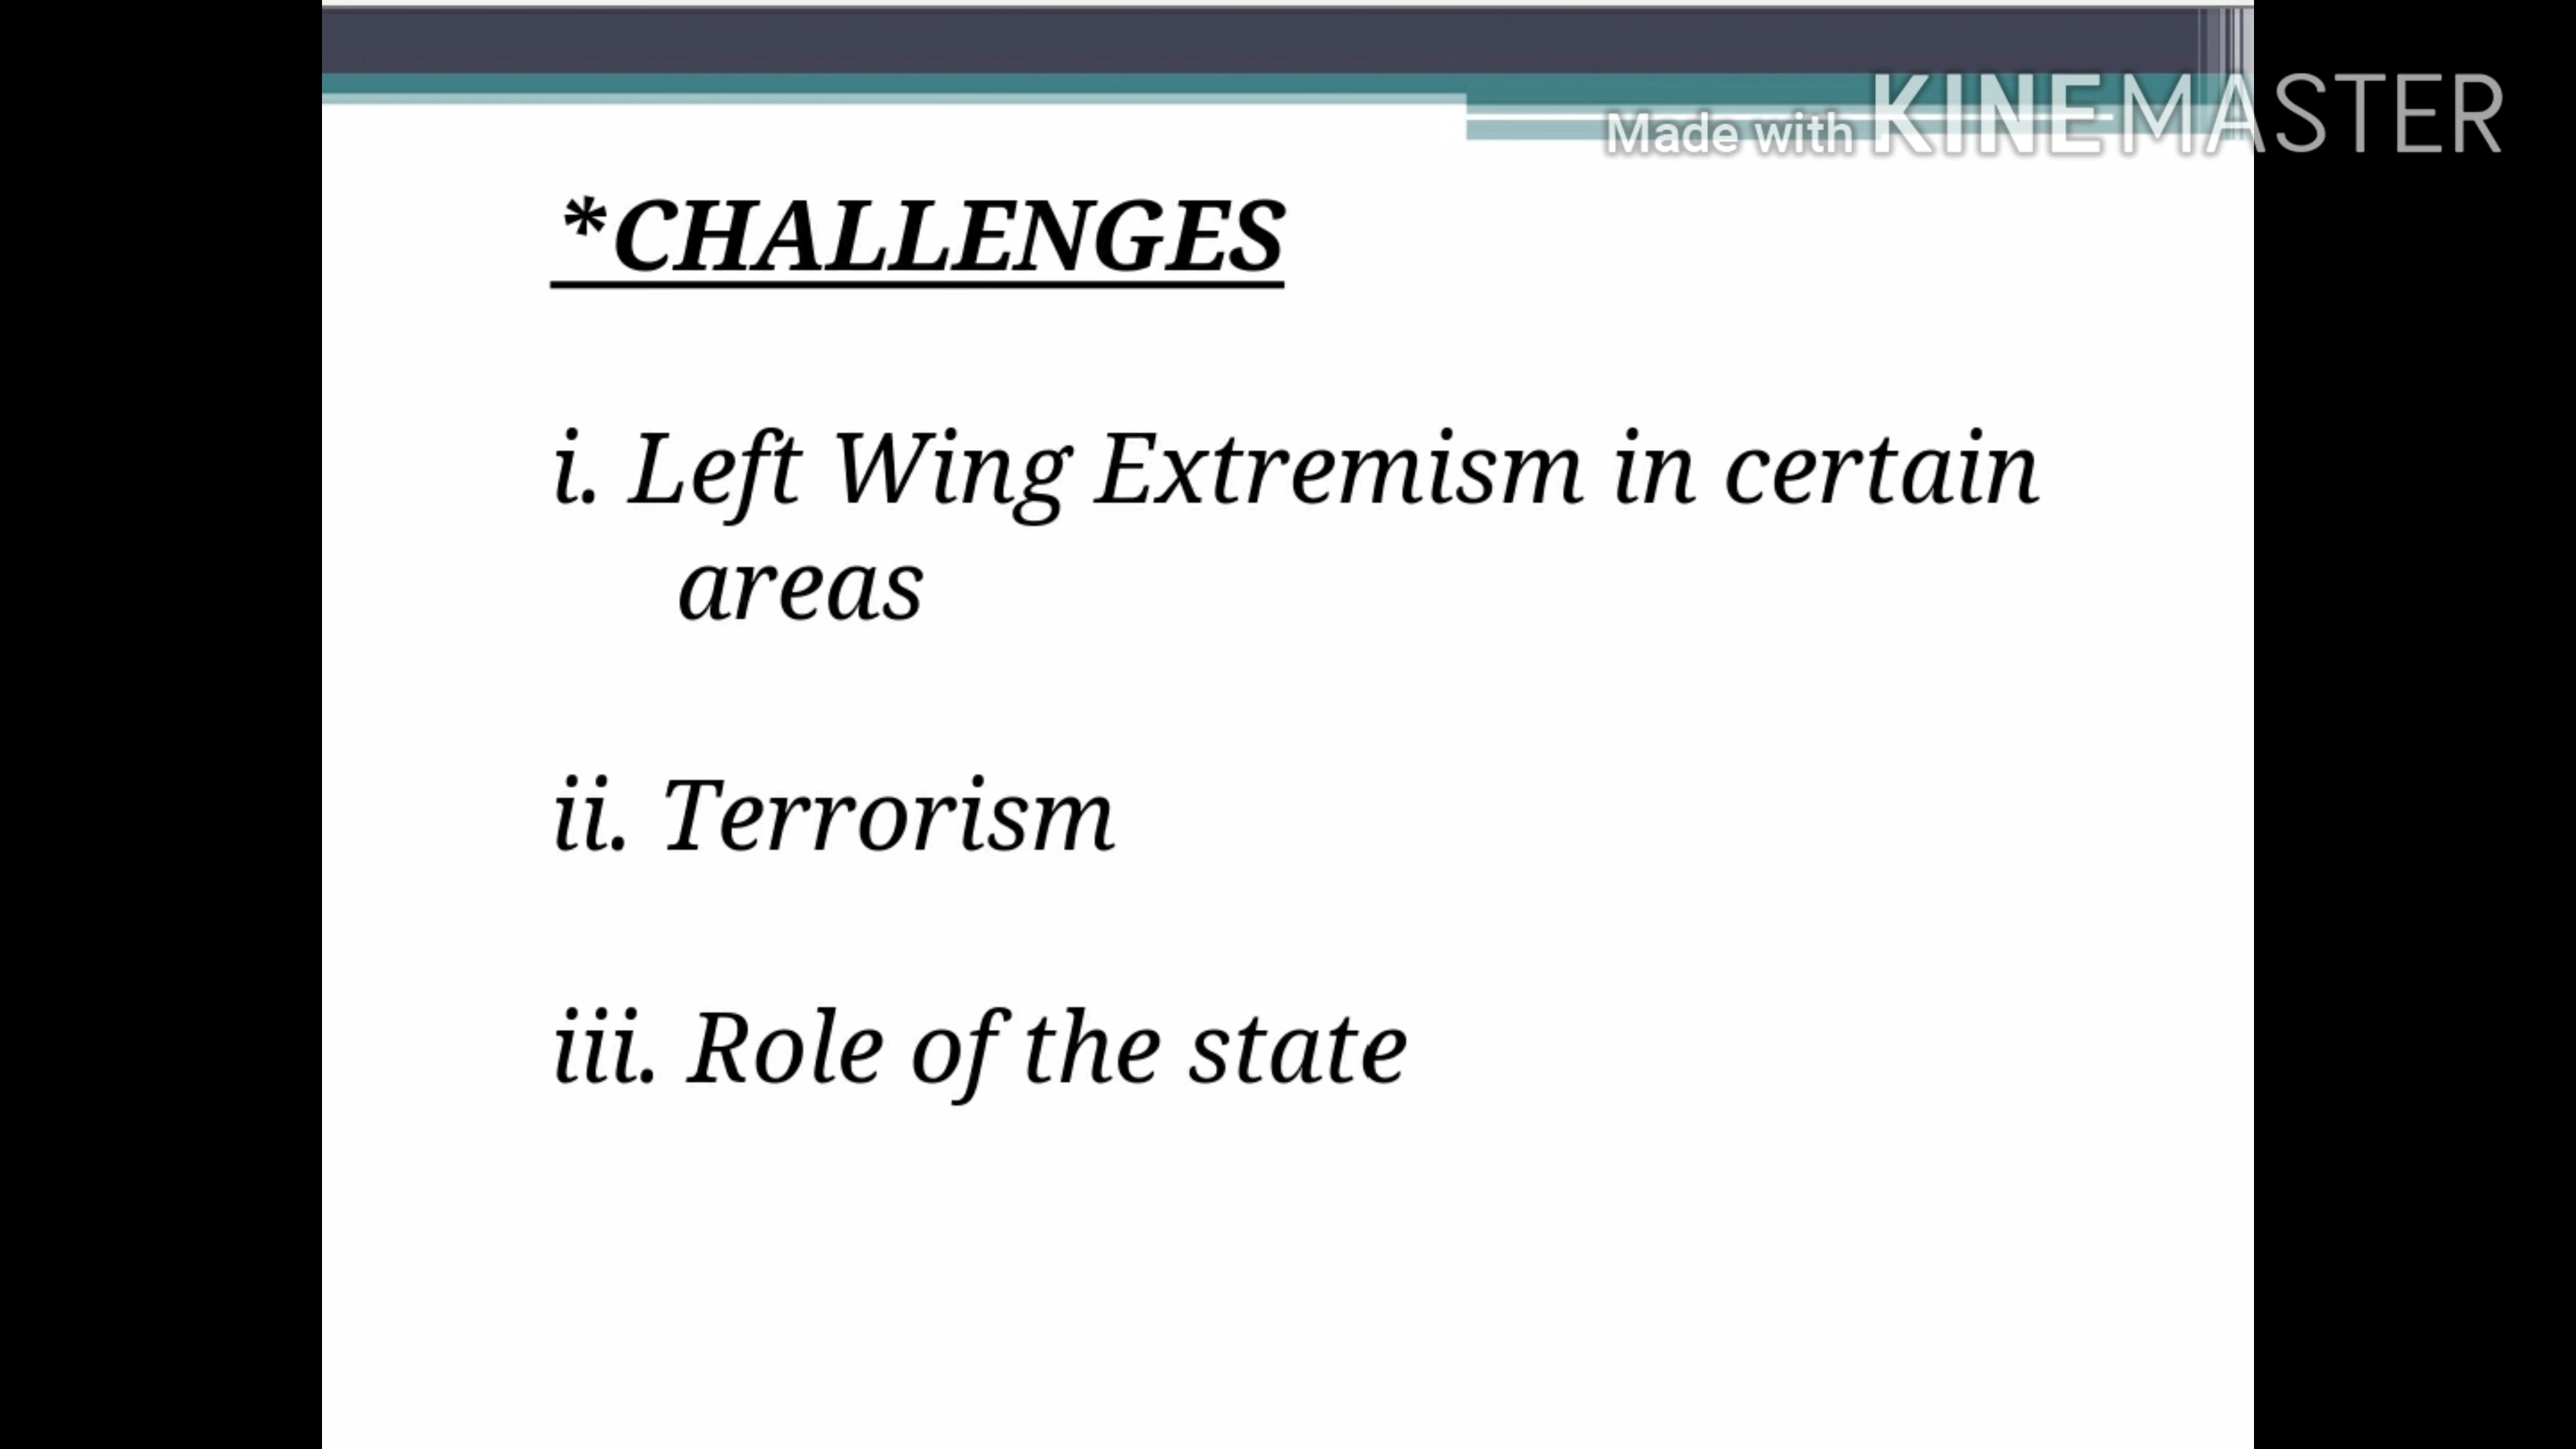 Made with KINEMASTER
*CHALLENGES
i. Left Wing Extremism in certain
areas
ii. Terrorism
iii. Role of the state